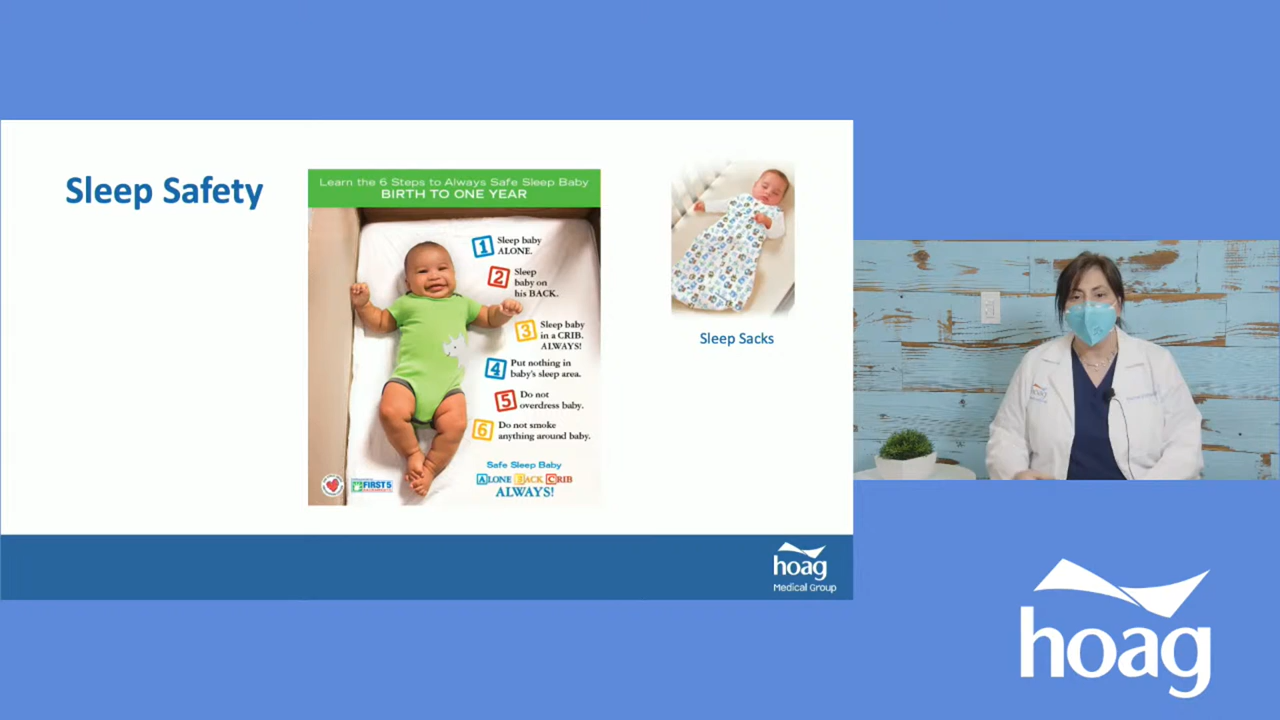 Sleep Safety
Learn the 6 Steps to Always Safe Sleep Baby
BIRTH TO ONE YEAR
1 Sleep baby
ALONE.
2 Sleep
baby on
his BACK.
3 Sleep baby
in a CRIB.
ALWAYS!
4 Put nothing in
baby's sleep area.
5 Do not
overdress baby.
6 Do not smoke
anything around baby.
Safe Sleep Baby
ALONE BACK CRIB
ALWAYS!
FIRST 5
Sleep Sacks
hoag
Medical Group
hoag
hoag